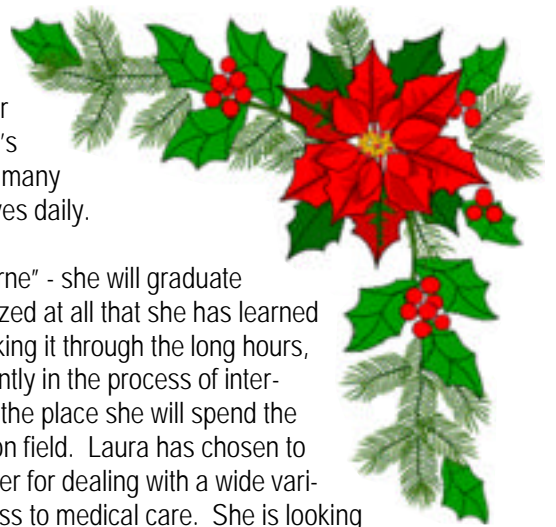 r
's
many
ves daily.
rne" - she will graduate
zed at all that she has learned
king it through the long hours,
ntly in the process of inter-
the place she will spend the
on field.  Laura has chosen to
er for dealing with a wide vari-
ss to medical care.  She is looking